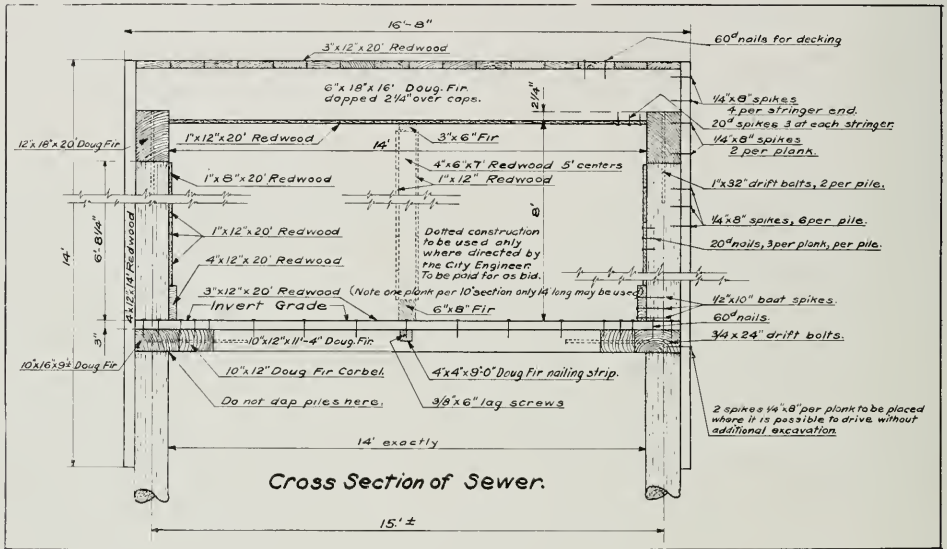 16'-8"
3"x12"x20' Redwood
60ᵈ nails for decking
6"x 18"x16' Doug. Fir
dapped 2¼" over caps.
12¼"
¼"x8" spikes
4 per stringer end.
20ᵈ spikes 3 at each stringer.
1"x12"x20' Redwood
3"x6" Fir
12"x18"x20' Doug Fir
14'
¼"x8" spikes
2 per plank.
4"x6"x7' Redwood 5' centers
1"x8"x20' Redwood
1"x12" Redwood
1"x32" drift bolts, 2 per pile.
8'
¼"x8" spikes, 6 per pile.
14'
6'-8¼"
4x12"x14' Redwood
1"x12"x20' Redwood
Dotted construction
to be used only
where directed by
the City Engineer.
To be paid for as bid.
20ᵈ nails, 3 per plank, per pile.
4"x12"x20' Redwood
3"x12"x20' Redwood (Note one plank per 10' section only 14' long may be used)
½"x10" boat spikes.
Invert Grade
6"x8" Fir
60ᵈ nails.
3"
10"x12"x11'-4" Doug. Fir.
3/4 x 24" drift bolts.
10"x16"x9'± Doug Fir
10"x12" Doug Fir Corbel.
4"x4"x9'-0" Doug Fir nailing strip.
Do not dap piles here.
3/8"x6" lag screws
2 spikes ¼"x8" per plank to be placed
where it is possible to drive without
additional excavation.
14' exactly
Cross Section of Sewer.
15.'±